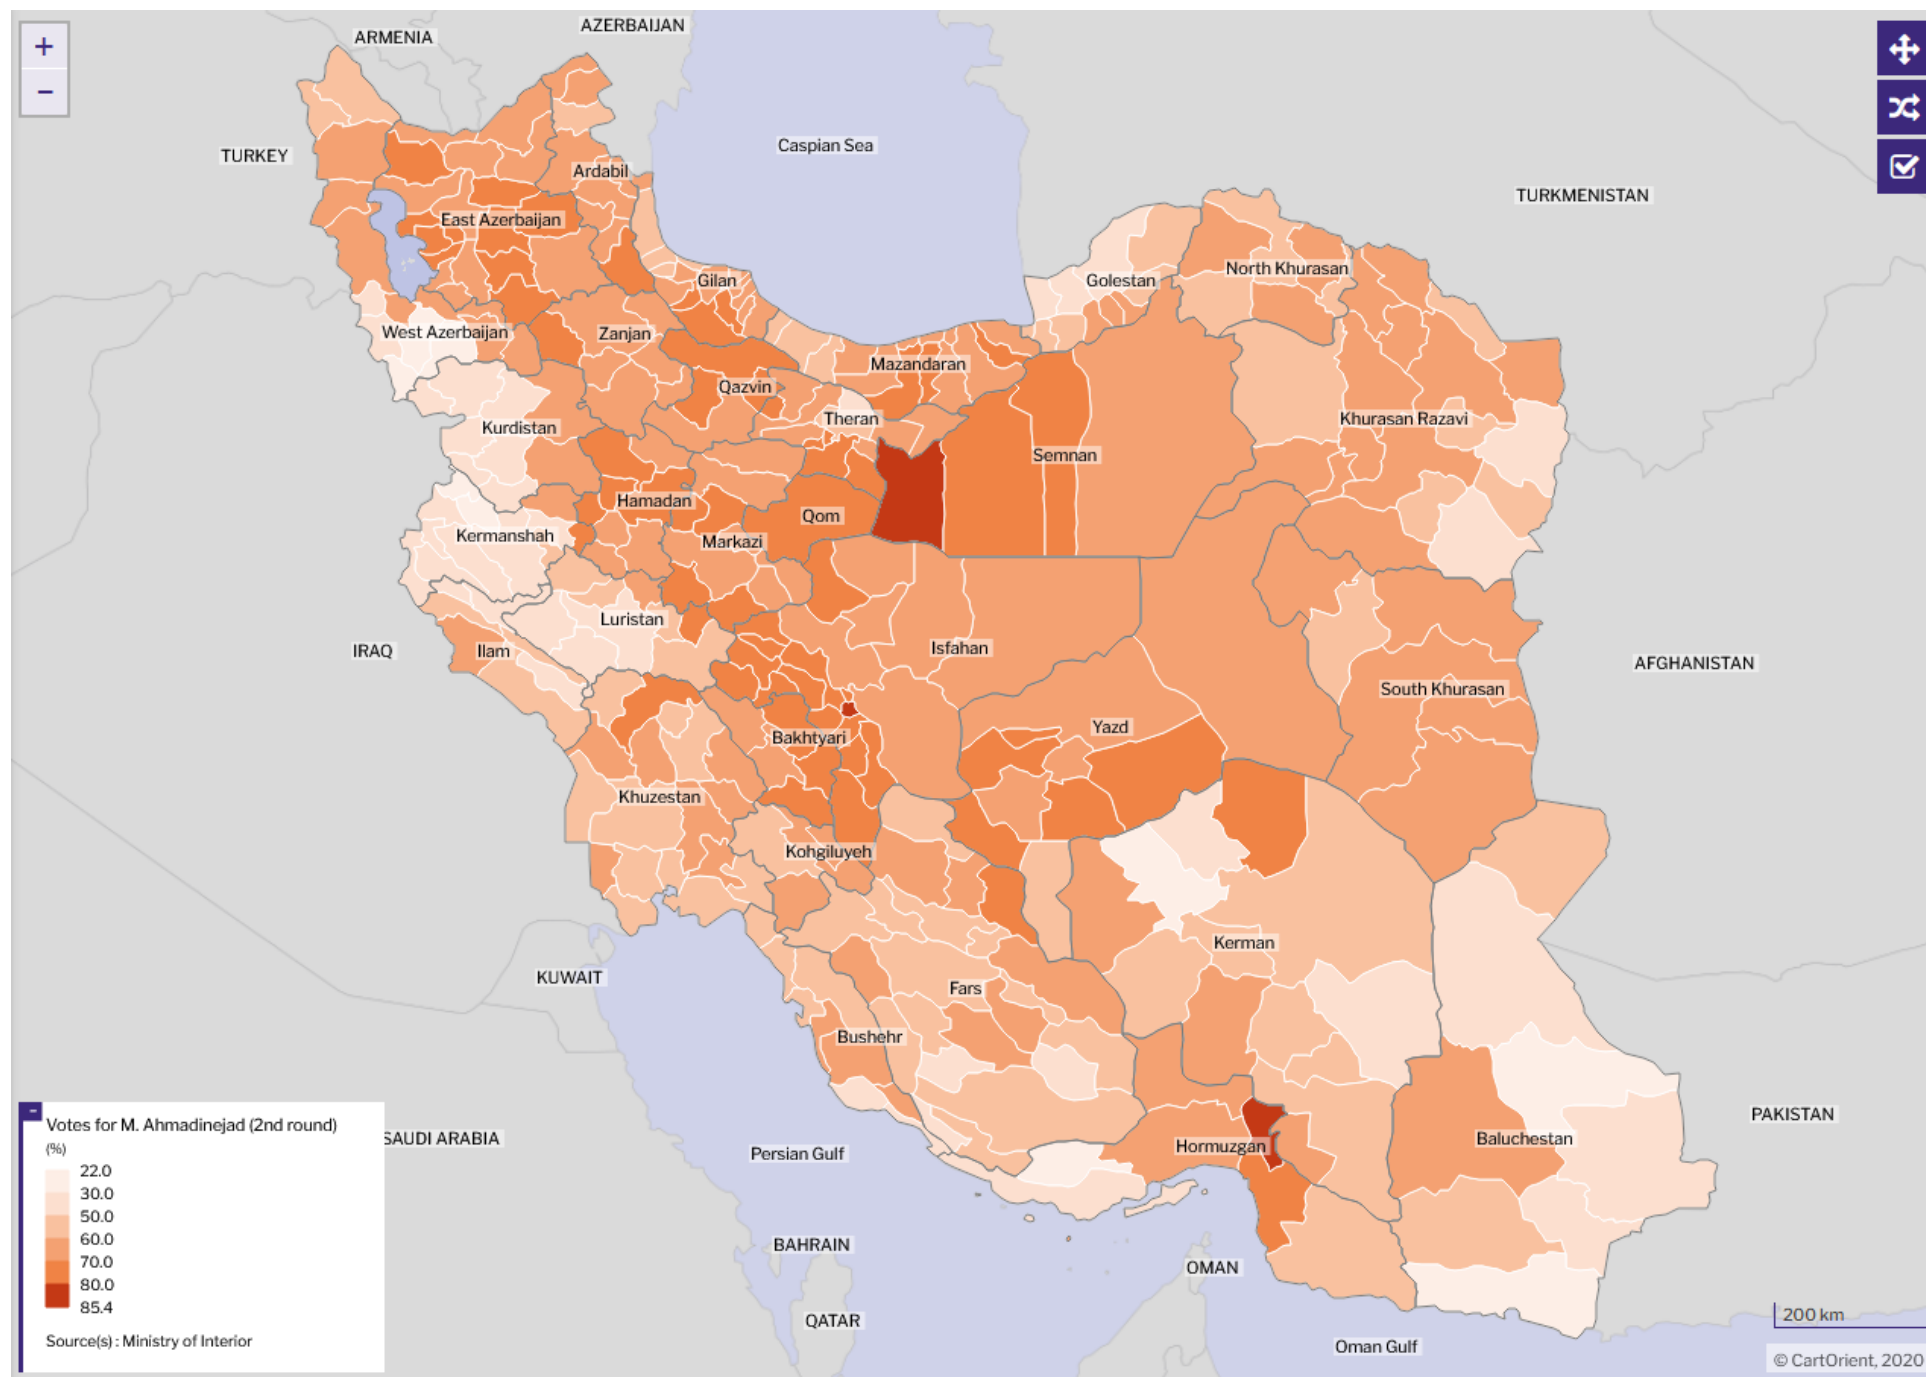 +
−
ARMENIA
AZERBAIJAN
Caspian Sea
TURKEY
TURKMENISTAN
Ardabil
East Azerbaijan
Gilan
Golestan
North Khurasan
West Azerbaijan
Zanjan
Mazandaran
Qazvin
Theran
Khurasan Razavi
Kurdistan
Semnan
Hamadan
Qom
Kermanshah
Markazi
Luristan
IRAQ
Ilam
Isfahan
AFGHANISTAN
South Khurasan
Yazd
Bakhtyari
Khuzestan
Kohgiluyeh
Kerman
KUWAIT
Fars
Bushehr
SAUDI ARABIA
Persian Gulf
Hormuzgan
Baluchestan
PAKISTAN
BAHRAIN
OMAN
QATAR
Oman Gulf
-
Votes for M. Ahmadinejad (2nd round)
(%)
22.0
30.0
50.0
60.0
70.0
80.0
85.4
Source(s) : Ministry of Interior
200 km
© CartOrient, 2020